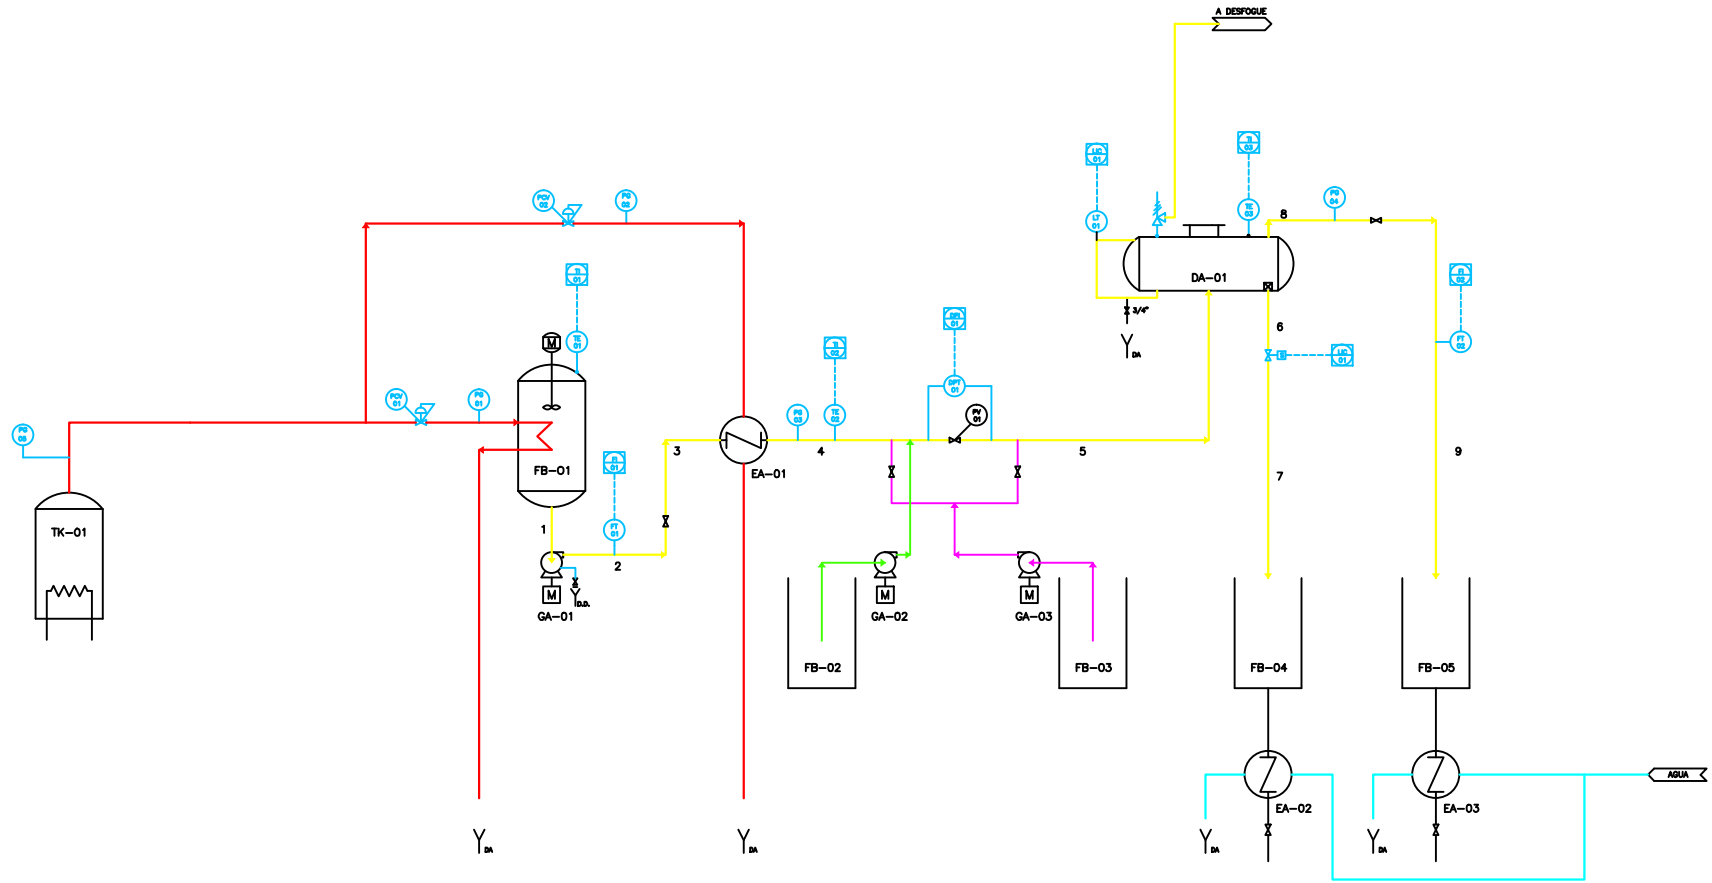 A DESFOGUE
LIC
01
TI
03
PCV
02
PG
02
LT
01
TE
03
PG
04
8
TI
01
DA-01
FI
02
3/4"
DA
6
TE
01
M
TI
02
DPI
01
LIC
01
S
FT
02
PCV
01
PG
01
DPT
01
PG
05
PG
03
TE
02
PV
01
3
4
5
9
FB-01
FI
01
EA-01
7
TK-01
1
FT
01
2
M
D.D.
GA-01
M
GA-02
M
GA-03
FB-02
FB-03
FB-04
FB-05
AGUA
EA-02
EA-03
DA
DA
DA
DA